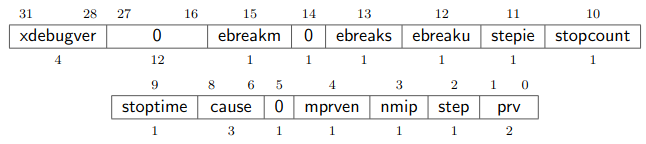 31 28 27 16 15 14 13 12 11 10
xdebugver 0 ebreakm 0 ebreaks ebreaku stepie stopcount
4 12 1 1 1 1 1 1
9 8 6 5 4 3 2 1 0
stoptime cause 0 mprven nmip step prv
1 3 1 1 1 1 2